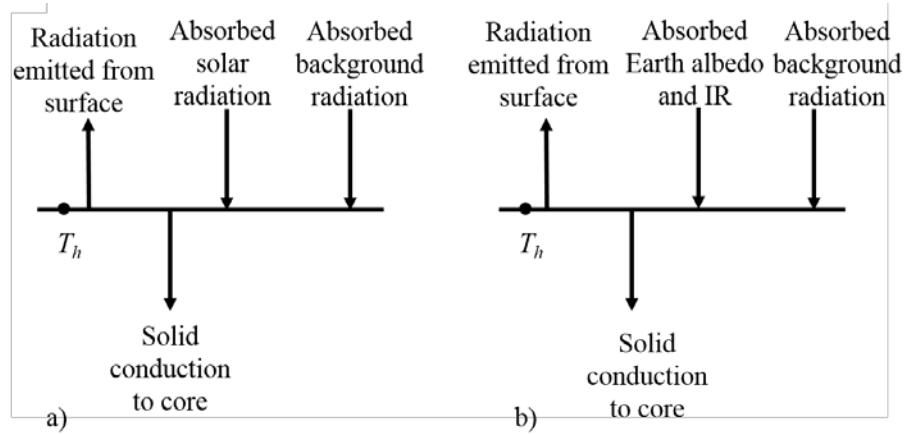 Radiation
emitted from
surface
Absorbed
solar
radiation
Absorbed
background
radiation
T_h
Solid
conduction
to core
a)
Radiation
emitted from
surface
Absorbed
Earth albedo
and IR
Absorbed
background
radiation
T_h
Solid
conduction
to core
b)